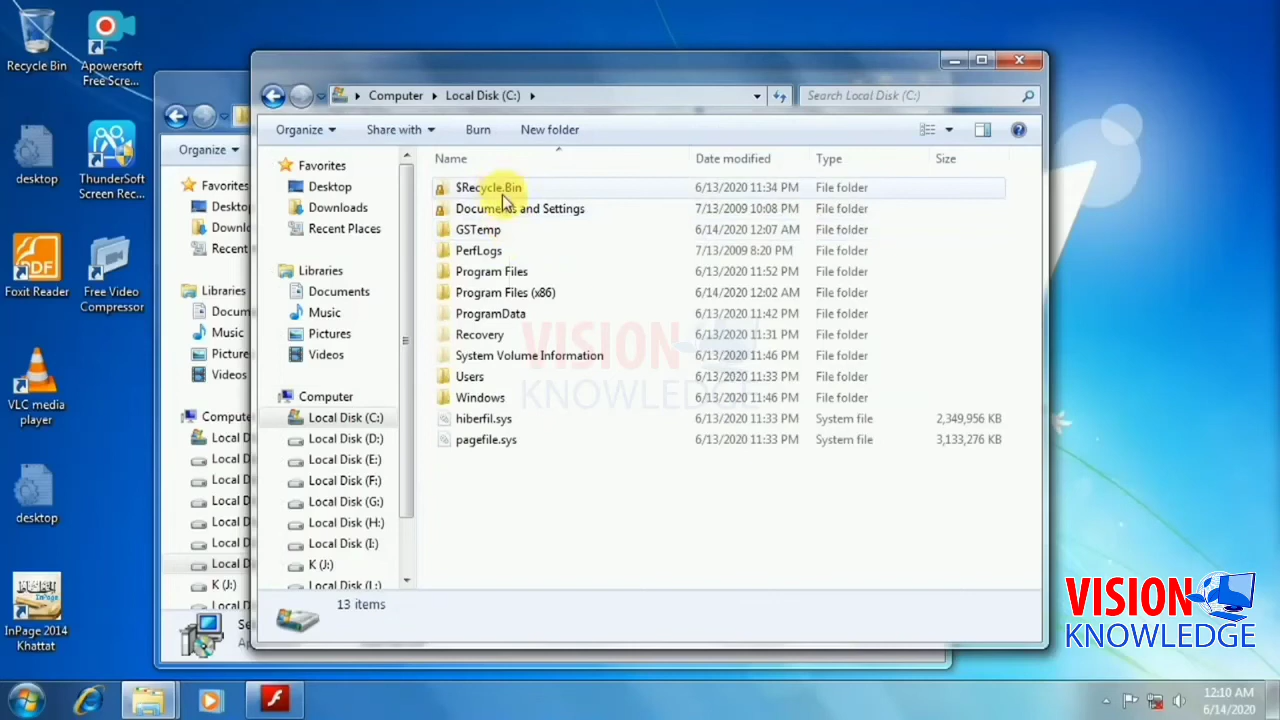 Recycle Bin
Apowersoft
Free Scree...
desktop
ThunderSoft
Screen Rec...
Foxit Reader
Free Video
Compressor
VLC media
player
desktop
InPage 2014
Khattat
Organize
Favorites
Deskto
Downl
Recent
Libraries
Docum
Music
Picture
Videos
Compute
Local D
Local D
Local D
Local D
Local D
Local D
Local D
K (J:)
Local D
Computer
Local Disk (C:)
Search Local Disk (C:)
Organize
Share with
Burn
New folder
Favorites
Desktop
Downloads
Recent Places
Libraries
Documents
Music
Pictures
Videos
Computer
Local Disk (C:)
Local Disk (D:)
Local Disk (E:)
Local Disk (F:)
Local Disk (G:)
Local Disk (H:)
Local Disk (I:)
K (J:)
Local Disk (L:)
Name Date modified Type Size
$Recycle.Bin 6/13/2020 11:34 PM File folder
Documents and Settings 7/13/2009 10:08 PM File folder
GSTemp 6/14/2020 12:07 AM File folder
PerfLogs 7/13/2009 8:20 PM File folder
Program Files 6/13/2020 11:52 PM File folder
Program Files (x86) 6/14/2020 12:02 AM File folder
ProgramData 6/13/2020 11:42 PM File folder
Recovery 6/13/2020 11:31 PM File folder
System Volume Information 6/13/2020 11:46 PM File folder
Users 6/13/2020 11:33 PM File folder
Windows 6/13/2020 11:46 PM File folder
hiberfil.sys 6/13/2020 11:33 PM System file 2,349,956 KB
pagefile.sys 6/13/2020 11:33 PM System file 3,133,276 KB
VISION
KNOWLEDGE
13 items
VISION
KNOWLEDGE
12:10 AM
6/14/2020